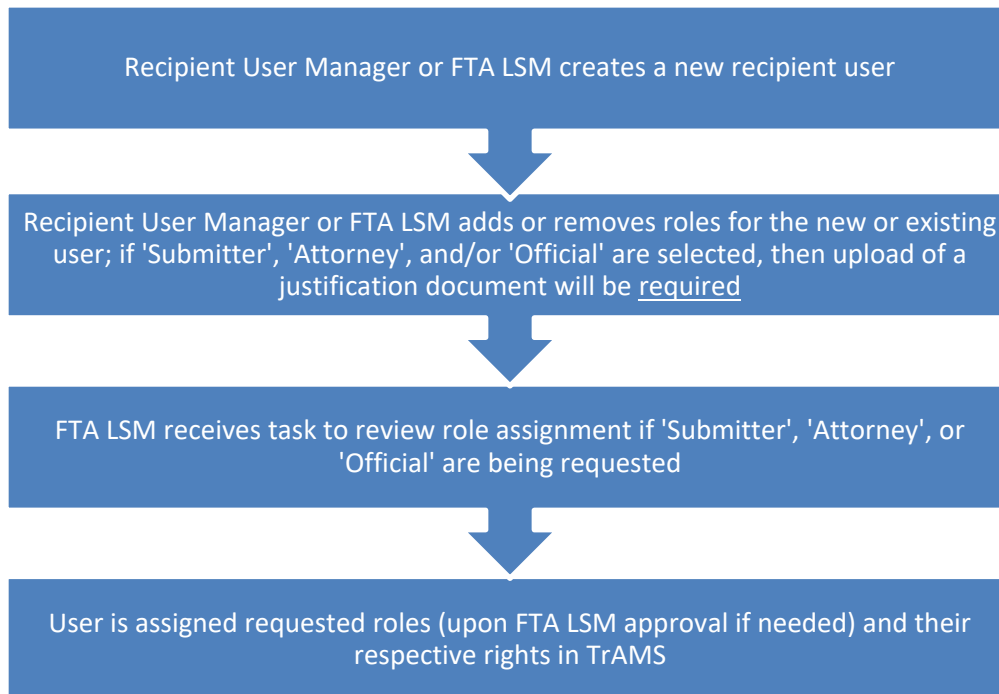 Recipient User Manager or FTA LSM creates a new recipient user
Recipient User Manager or FTA LSM adds or removes roles for the new or existing
user; if 'Submitter', 'Attorney', and/or 'Official' are selected, then upload of a
justification document will be required
FTA LSM receives task to review role assignment if 'Submitter', 'Attorney', or
'Official' are being requested
User is assigned requested roles (upon FTA LSM approval if needed) and their
respective rights in TrAMS